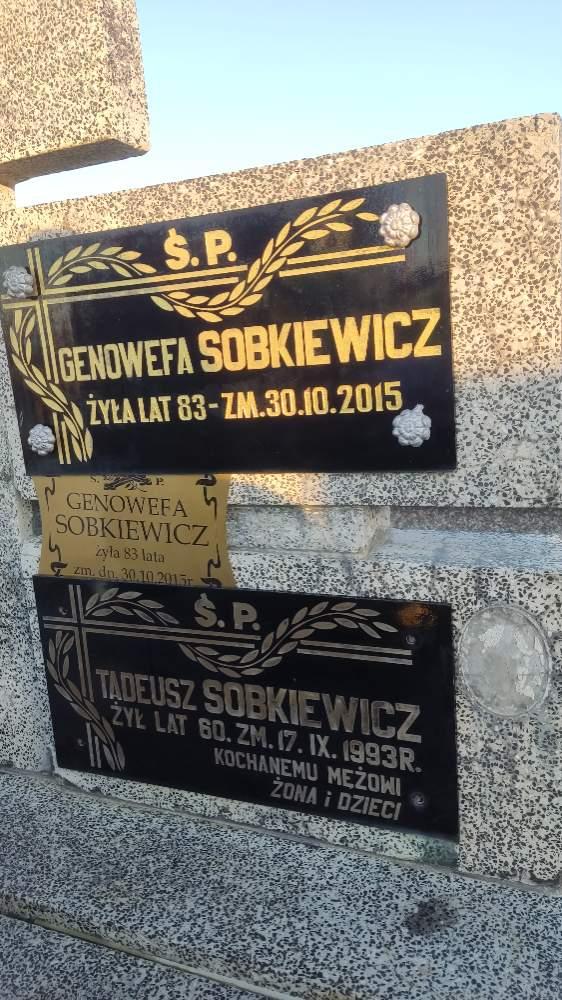 Ś. P.
GENOWEFA SOBKIEWICZ
ŻYŁA LAT 83 - ZM. 30.10.2015
Ś. P.
GENOWEFA
SOBKIEWICZ
żyła 83 lata
zm. dn. 30.10.2015r
Ś. P.
TADEUSZ SOBKIEWICZ
ŻYŁ LAT 60. ZM. 17. IX. 1993R.
KOCHANEMU MĘŻOWI
ŻONA i DZIECI